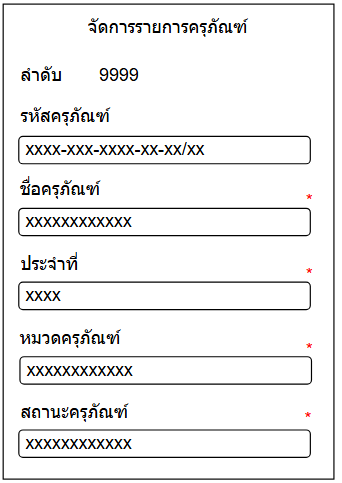 จัดการรายการครุภัณฑ์
ลำดับ 9999
รหัสครุภัณฑ์
xxxx-xxx-xxxx-xx-xx/xx
ชื่อครุภัณฑ์ *
xxxxxxxxxxxx
ประจำที่ *
xxxx
หมวดครุภัณฑ์ *
xxxxxxxxxxxx
สถานะครุภัณฑ์ *
xxxxxxxxxxxx